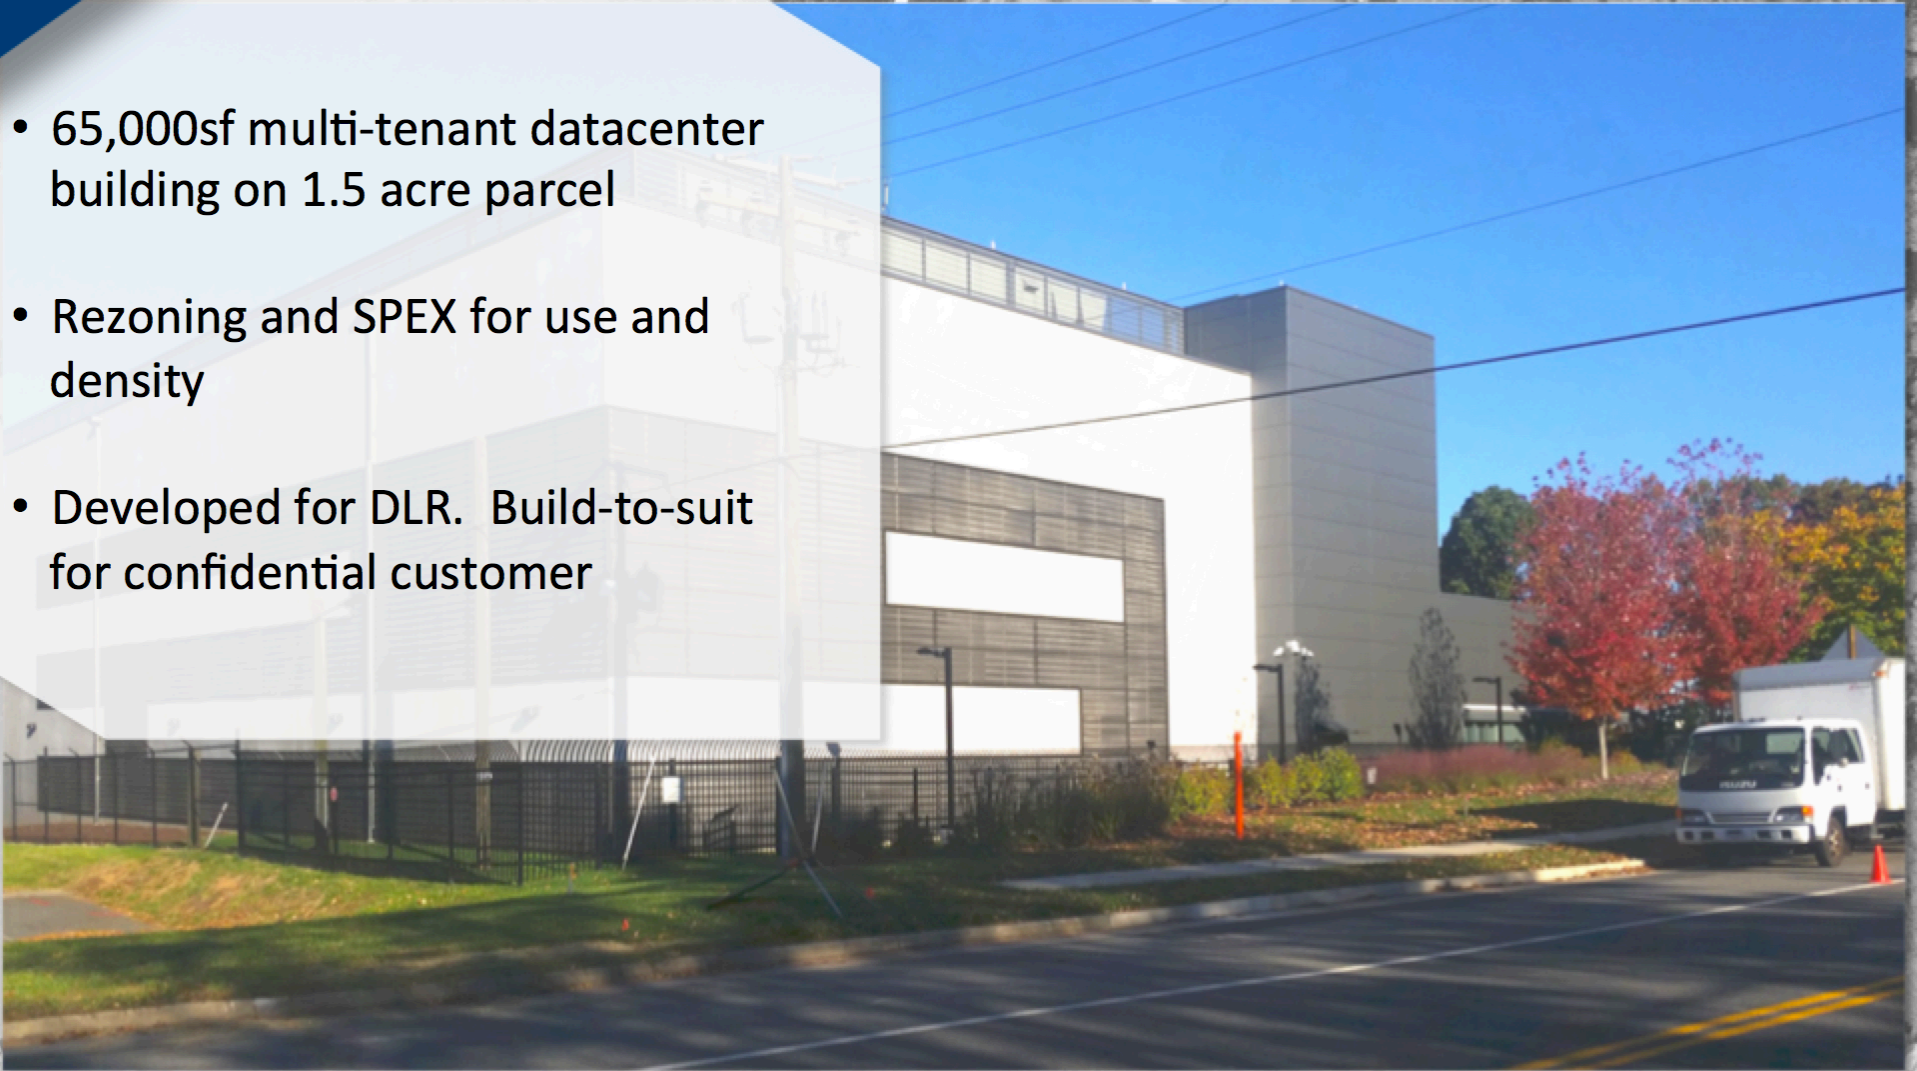 • 65,000sf multi-tenant datacenter
building on 1.5 acre parcel
• Rezoning and SPEX for use and
density
• Developed for DLR.  Build-to-suit
for confidential customer
ISUZU